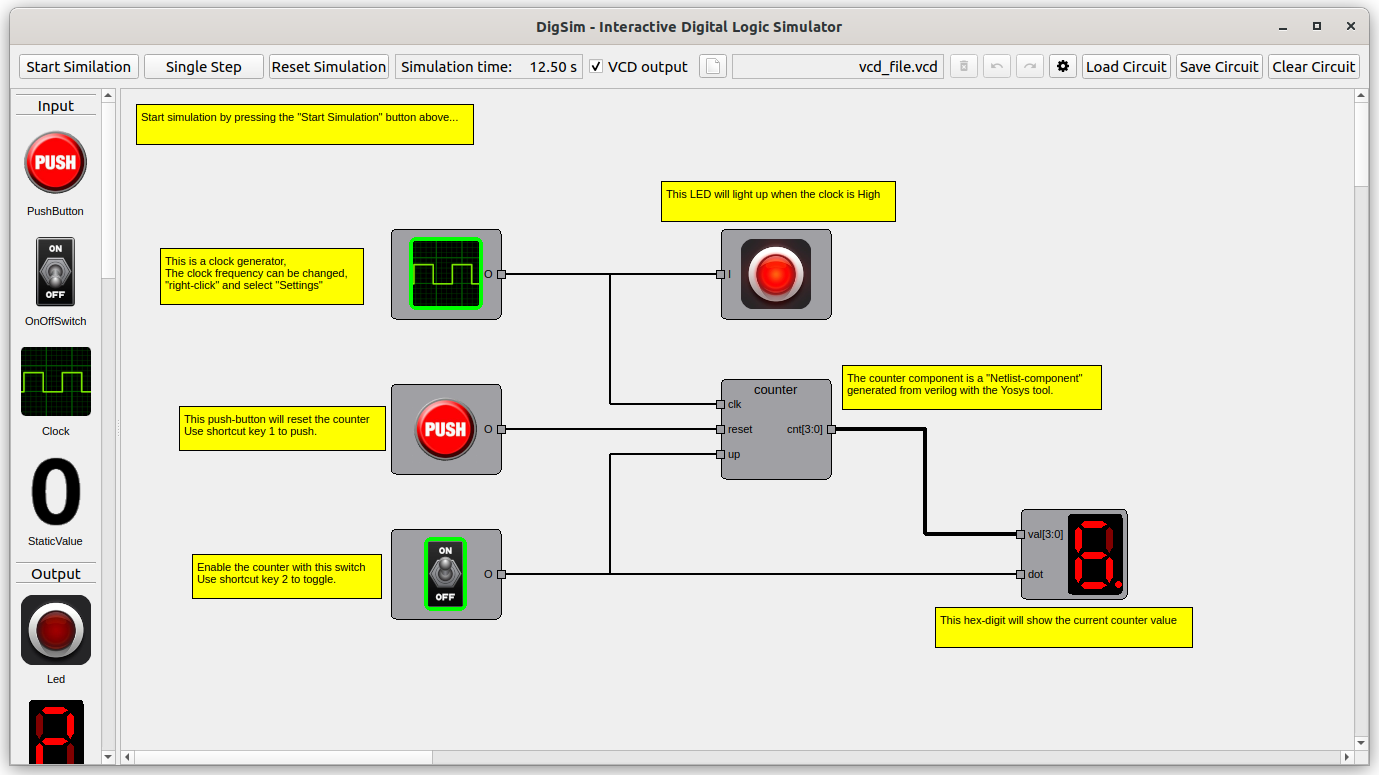 DigSim - Interactive Digital Logic Simulator
Start Similation
Single Step
Reset Simulation
Simulation time: 12.50 s
VCD output
vcd_file.vcd
Load Circuit
Save Circuit
Clear Circuit
Input
PUSH
PushButton
ON
OFF
OnOffSwitch
Clock
0
StaticValue
Output
Led
Start simulation by pressing the "Start Simulation" button above...
This LED will light up when the clock is High
This is a clock generator,
The clock frequency can be changed,
"right-click" and select "Settings"
O
I
The counter component is a "Netlist-component"
generated from verilog with the Yosys tool.
counter
clk
reset
up
cnt[3:0]
This push-button will reset the counter
Use shortcut key 1 to push.
PUSH
O
Enable the counter with this switch
Use shortcut key 2 to toggle.
ON
OFF
O
val[3:0]
dot
6.
This hex-digit will show the current counter value